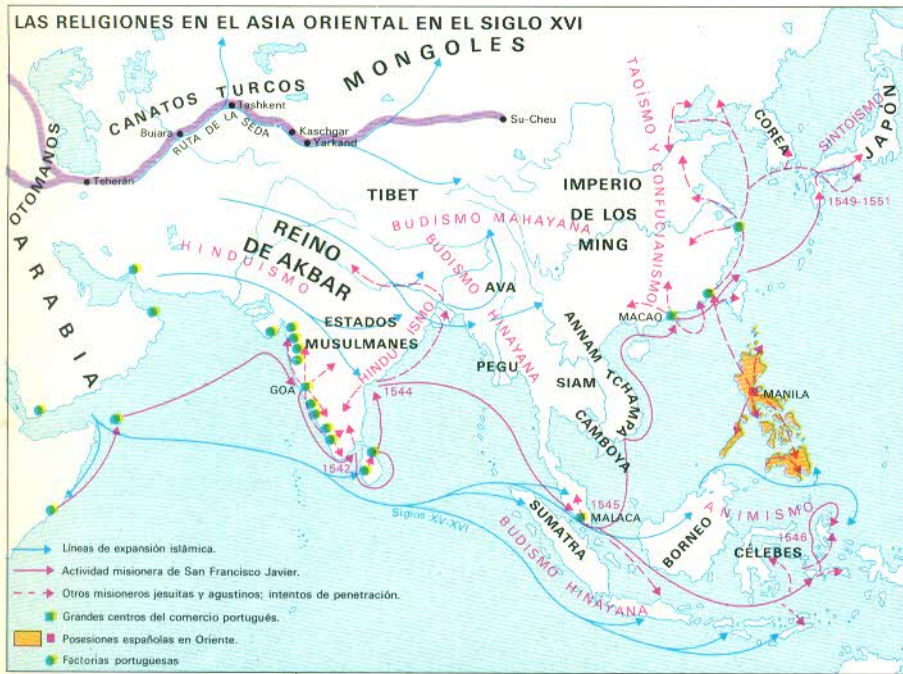 LAS RELIGIONES EN EL ASIA ORIENTAL EN EL SIGLO XVI
MONGOLES
CANATOS TURCOS
Tashkent
Bujara
RUTA DE LA SEDA
Kaschgar
Yarkand
Su-Cheu
Teherán
OTOMANOS
ARABIA
TAOÍSMO Y CONFUCIANISMO
COREA
SINTOISMO
JAPON
1549-1551
TIBET
IMPERIO
DE LOS
MING
BUDISMO MAHAYANA
REINO
DE AKBAR
HINDUISMO
BUDISMO HINAYANA
AVA
ESTADOS
MUSULMANES
HINDUISMO
MACAO
PEGU
ANNAM
TCHAMPA
SIAM
CAMBOYA
GOA
1544
MANILA
1542
1545
MALACA
Siglos XV-XVI
SUMATRA
BORNEO
ANIMISMO
1546
CÉLEBES
BUDISMO HINAYANA
Líneas de expansión islámica.
Actividad misionera de San Francisco Javier.
Otros misioneros jesuitas y agustinos; intentos de penetración.
Grandes centros del comercio portugués.
Posesiones españolas en Oriente.
Factorías portuguesas